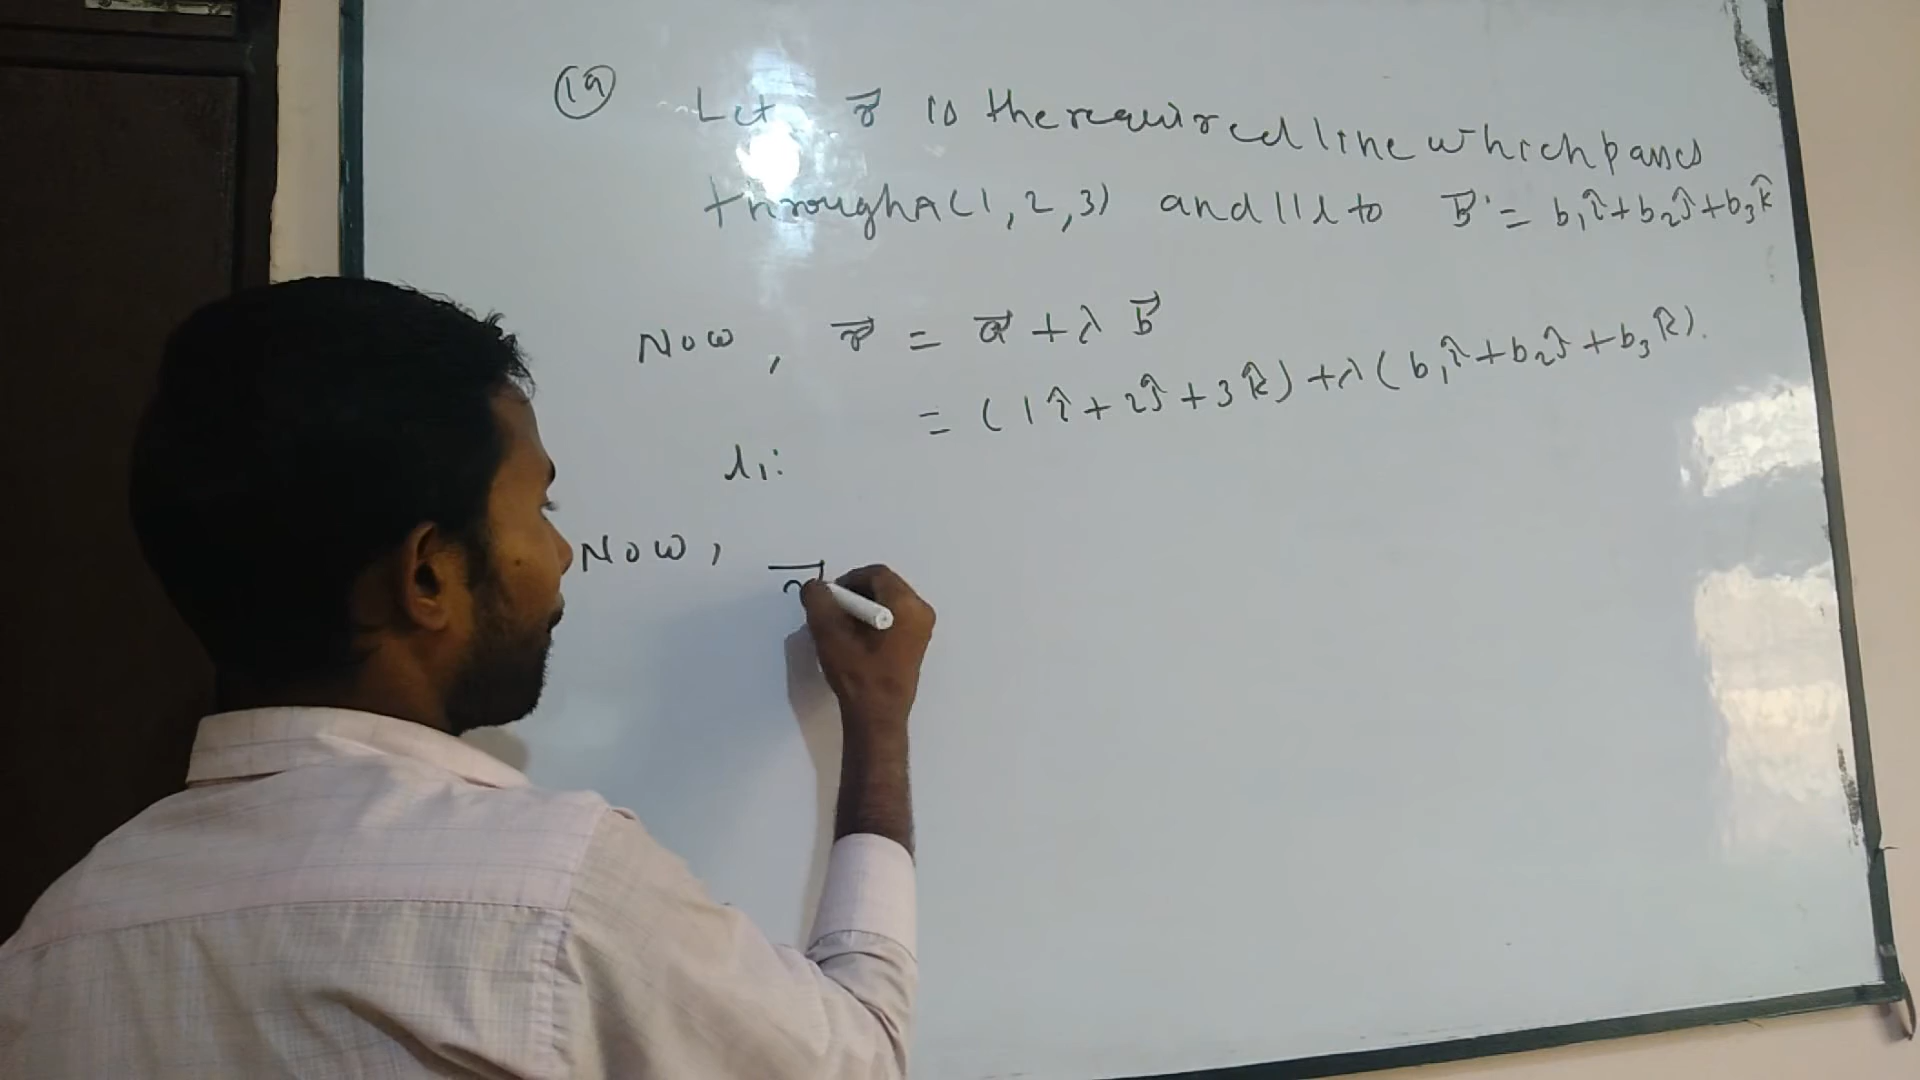 (19) Let r⃗ is the required line which passes
through A(1, 2, 3) and ||l to b⃗ = b₁î + b₂ĵ + b₃k̂
Now, r⃗ = a⃗ + λ b⃗
= (1î + 2ĵ + 3k̂) + λ(b₁î + b₂ĵ + b₃k̂).
l₁:
Now,